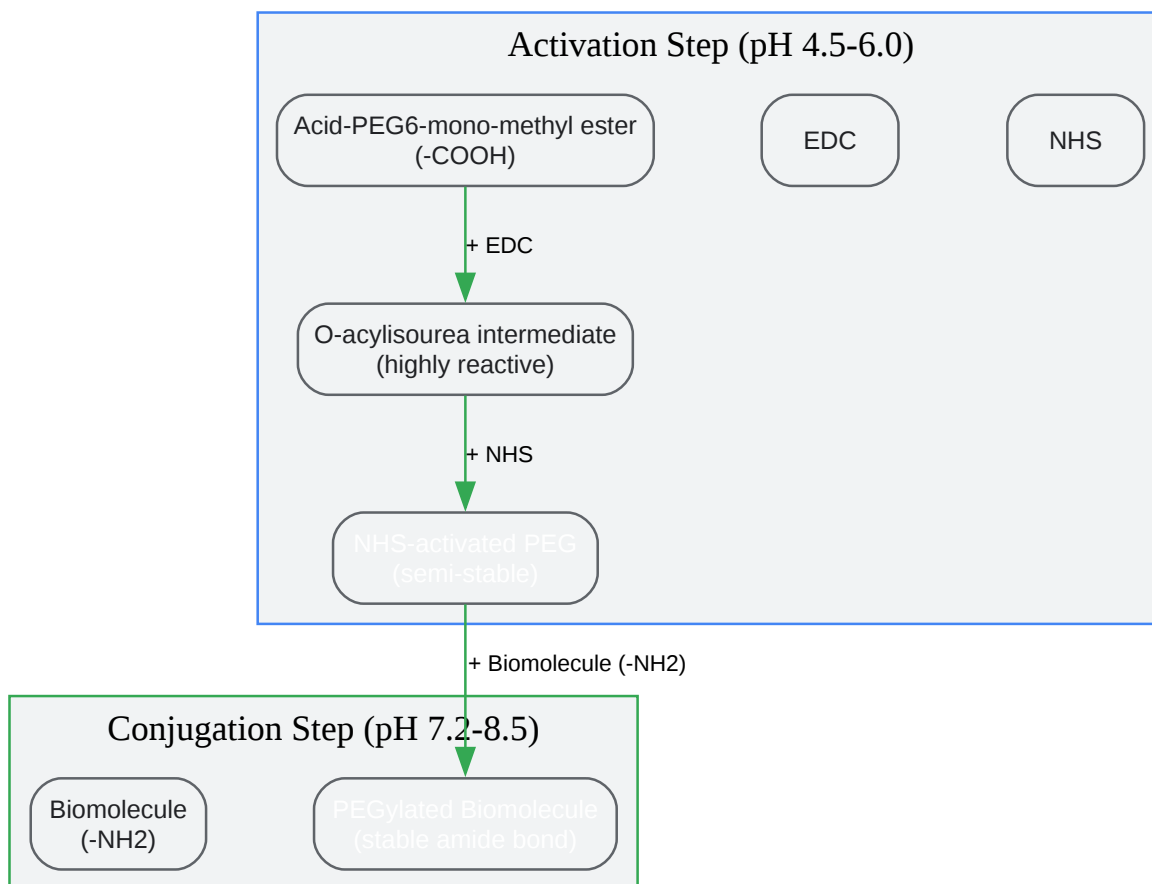 Activation Step (pH 4.5-6.0)
Acid-PEG6-mono-methyl ester
(-COOH)
EDC
NHS
+ EDC
O-acylisourea intermediate
(highly reactive)
+ NHS
NHS-activated PEG
(semi-stable)
+ Biomolecule (-NH2)
Conjugation Step (pH 7.2-8.5)
Biomolecule
(-NH2)
PEGylated Biomolecule
(stable amide bond)